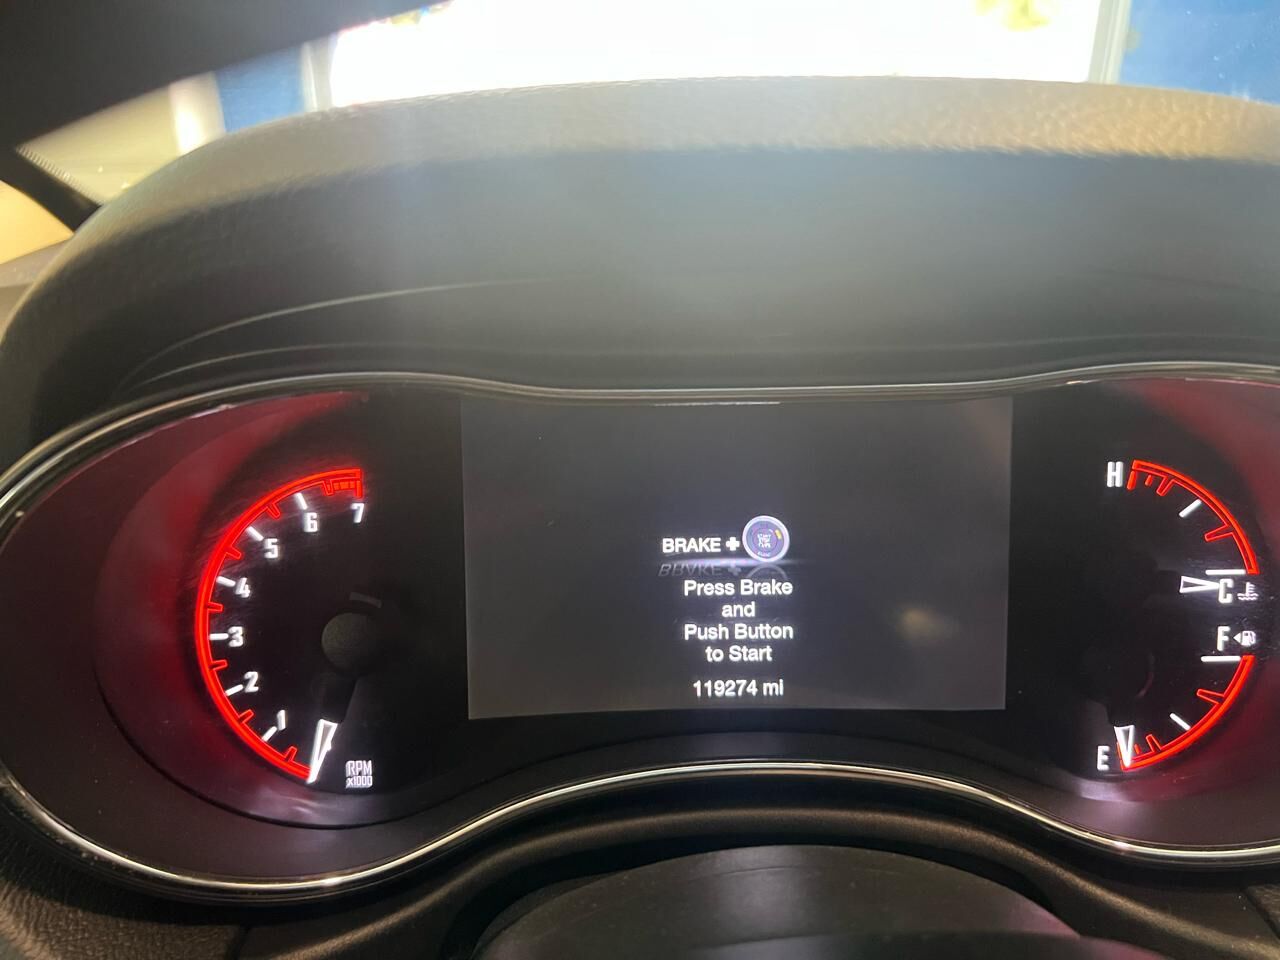 BRAKE +
Press Brake
and
Push Button
to Start
119274 mi
7
6
5
4
3
2
1
RPM
x1000
H
C
F
E